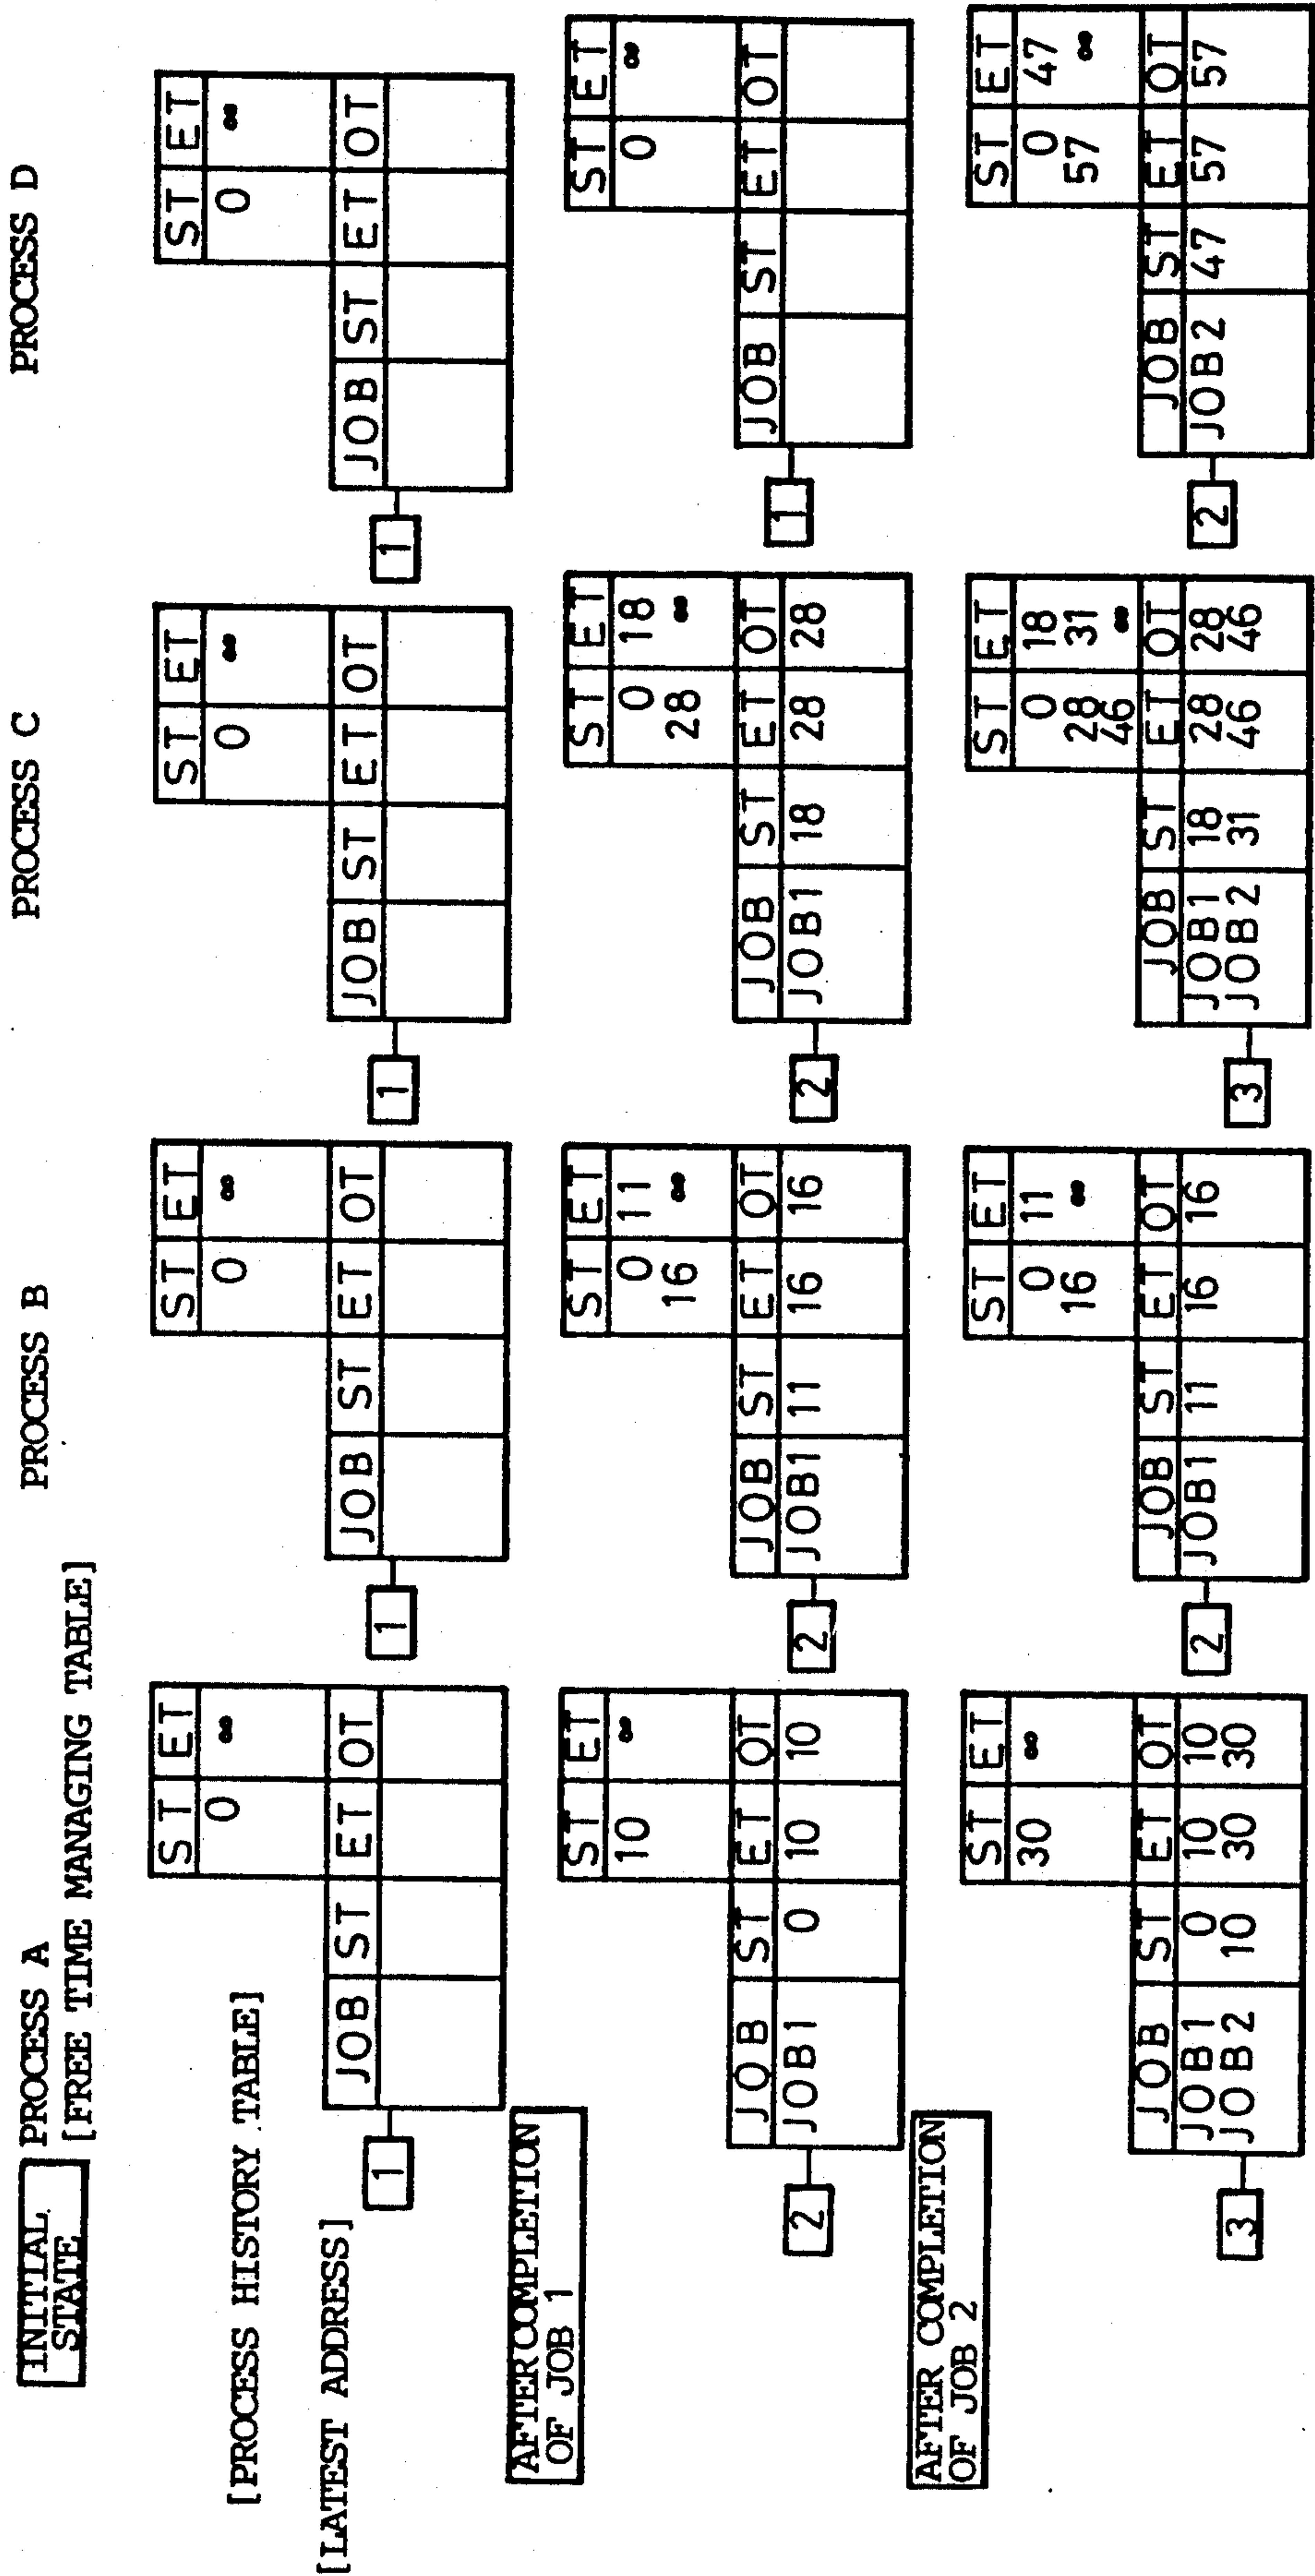 INITIAL STATE
PROCESS A
PROCESS B
PROCESS C
PROCESS D
[FREE TIME MANAGING TABLE]
ST ET
0 ∞
ST ET
0 ∞
ST ET
0 ∞
ST ET
0 ∞
[PROCESS HISTORY TABLE]
JOB ST ET OT
JOB ST ET OT
JOB ST ET OT
JOB ST ET OT
[LATEST ADDRESS]
1
1
1
1
AFTER COMPLETION
OF JOB 1
ST ET
10 ∞
ST ET
0 11
16 ∞
ST ET
0 18
28 ∞
ST ET
0 ∞
JOB ST ET OT
JOB1 0 10 10
JOB ST ET OT
JOB1 11 16 16
JOB ST ET OT
JOB1 18 28 28
JOB ST ET OT
2
2
2
1
AFTER COMPLETION
OF JOB 2
ST ET
30 ∞
ST ET
0 11
16 ∞
ST ET
0 18
28 31
46 ∞
ST ET
0 47
57 ∞
JOB ST ET OT
JOB1 0 10 10
JOB2 10 30 30
JOB ST ET OT
JOB1 11 16 16
JOB ST ET OT
JOB1 18 28 28
JOB2 31 46 46
JOB ST ET OT
JOB2 47 57 57
3
2
3
2